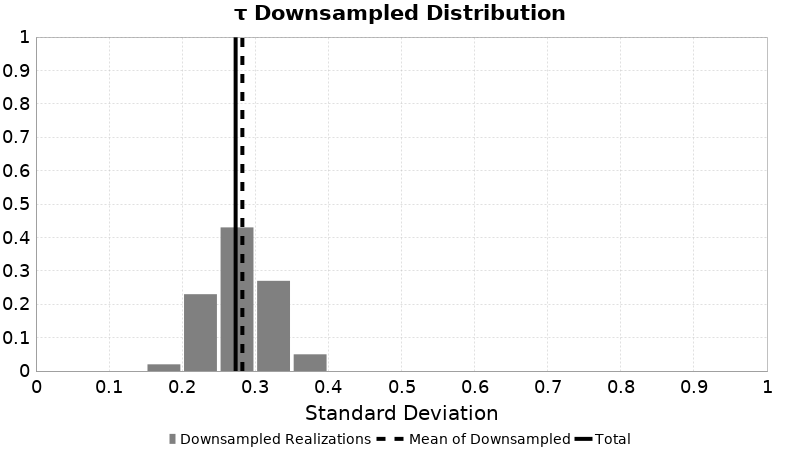 τ Downsampled Distribution
1
0.9
0.8
0.7
0.6
0.5
0.4
0.3
0.2
0.1
0
0 0.1 0.2 0.3 0.4 0.5 0.6 0.7 0.8 0.9 1
Standard Deviation
Downsampled Realizations Mean of Downsampled Total